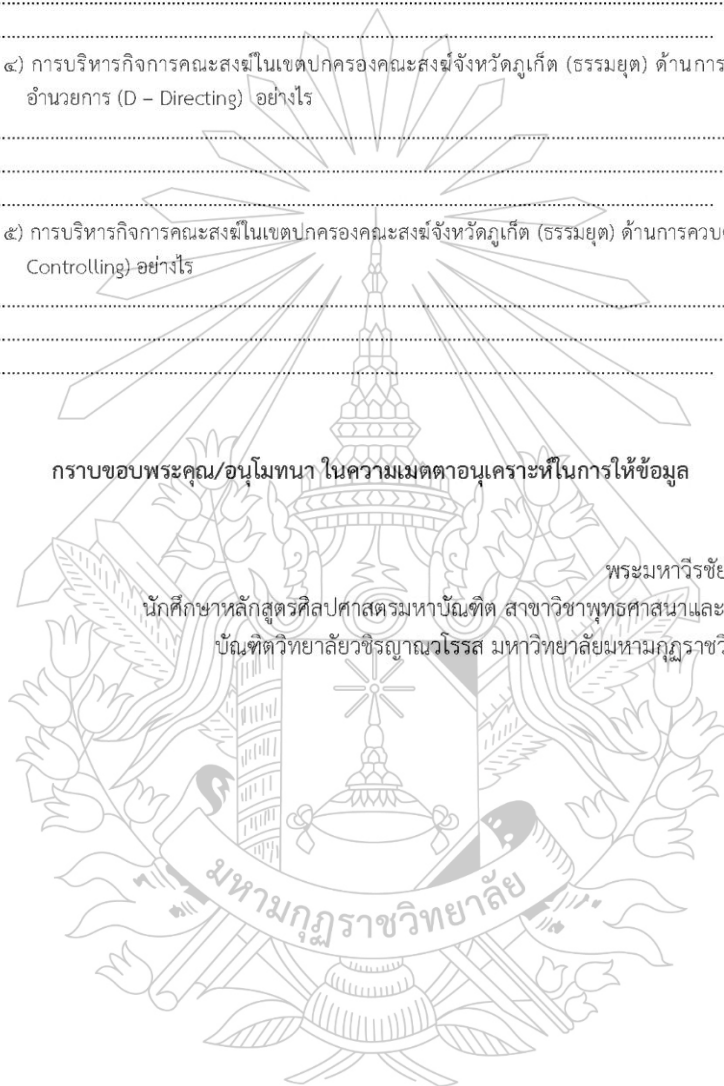 ................................................................................
................................................................................
๔) การบริหารกิจการคณะสงฆ์ในเขตปกครองคณะสงฆ์จังหวัดภูเก็ต (ธรรมยุต) ด้านการ
อำนวยการ (D – Directing) อย่างไร
................................................................................
................................................................................
................................................................................
๕) การบริหารกิจการคณะสงฆ์ในเขตปกครองคณะสงฆ์จังหวัดภูเก็ต (ธรรมยุต) ด้านการ
Controlling) อย่างไร
................................................................................
................................................................................
................................................................................
กราบขอบพระคุณ/อนุโมทนา ในความเมตตาอนุเคราะห์ในการให้ข้อมูล
พระมหาวีรชัย
นักศึกษาหลักสูตรศิลปศาสตรมหาบัณฑิต สาขาวิชาพุทธศาสนาและ
บัณฑิตวิทยาลัยวชิรญาณวโรรส มหาวิทยาลัยมหามกุฏราชวิ
มหามกุฏราชวิทยาลัย